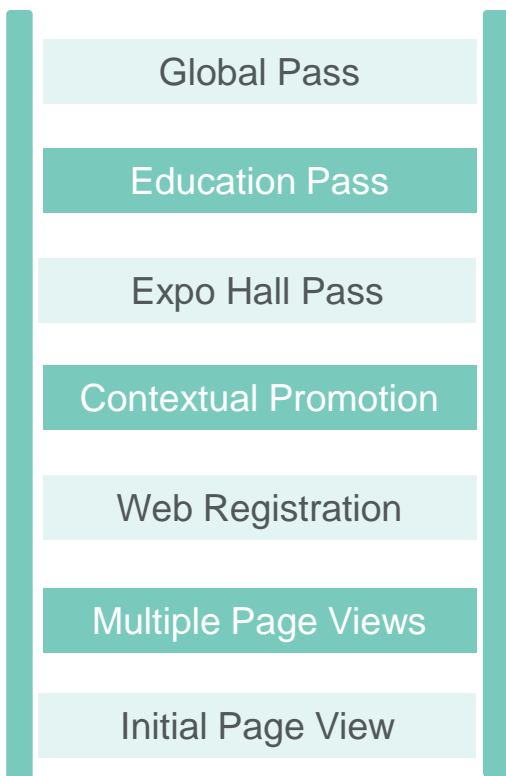 Global Pass
Education Pass
Expo Hall Pass
Contextual Promotion
Web Registration
Multiple Page Views
Initial Page View